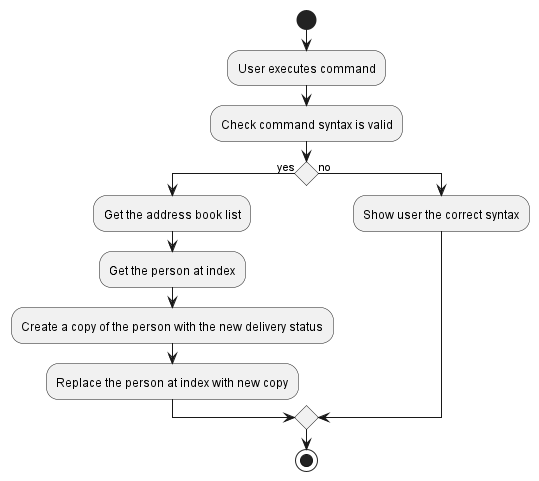 User executes command
Check command syntax is valid
yes
no
Get the address book list
Show user the correct syntax
Get the person at index
Create a copy of the person with the new delivery status
Replace the person at index with new copy